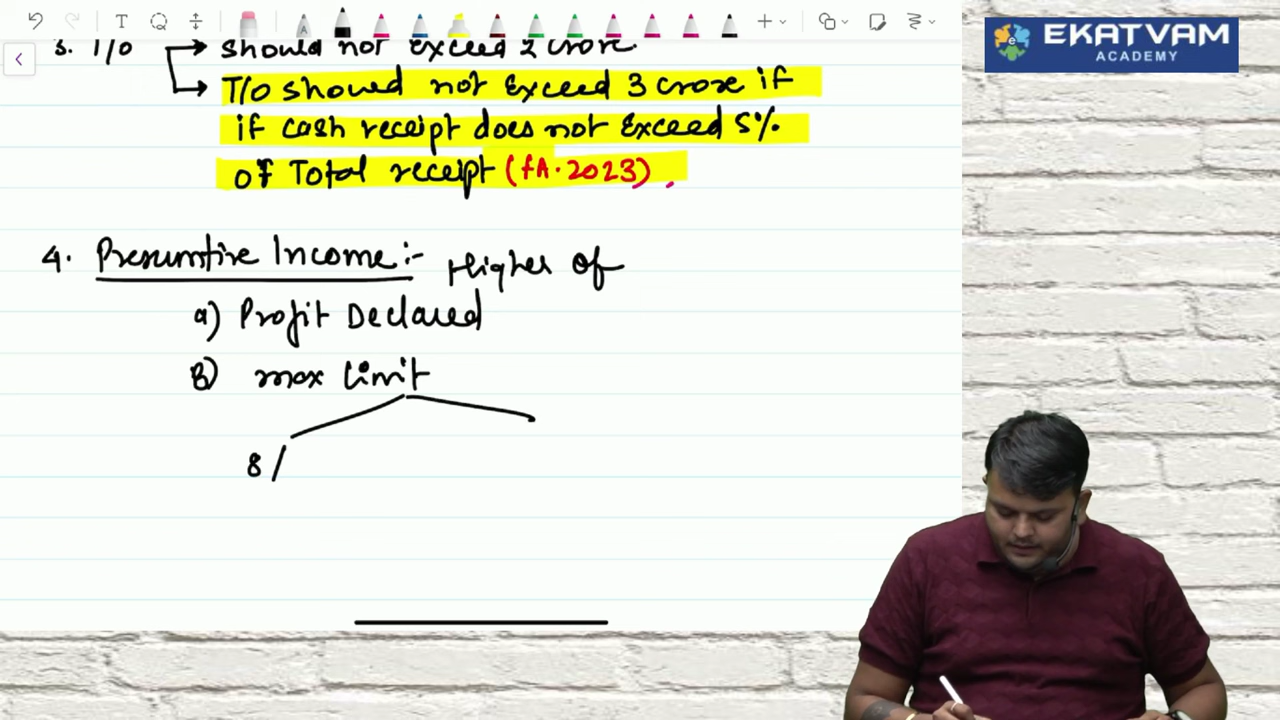 EKATVAM
ACADEMY
3. T/O → should not exceed 2 crore.
→ T/O should not exceed 3 crore if
if cash receipt does not exceed 5%
of Total receipt (FA.2023).
4. Presumtive Income:- Higher of
a) Profit Declared
B) max limit
8/